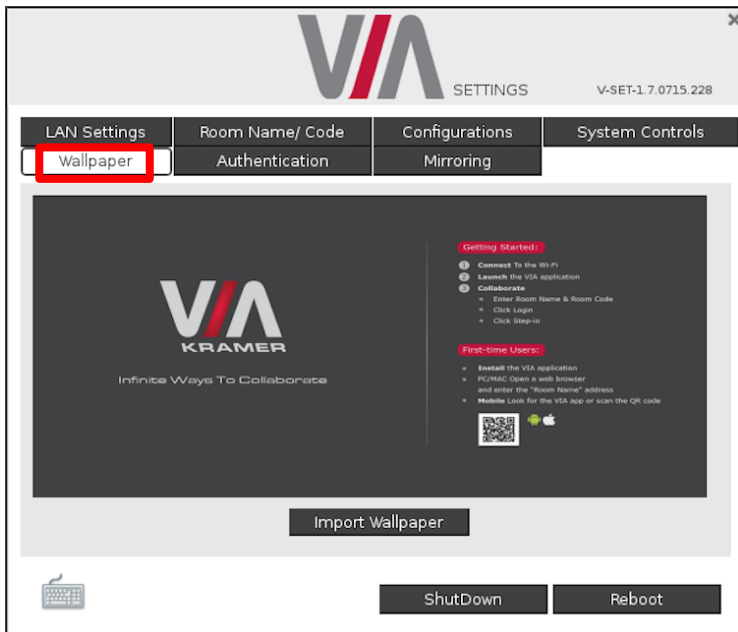 VIA SETTINGS V-SET-1.7.0715.228
LAN Settings Room Name/ Code Configurations System Controls
Wallpaper Authentication Mirroring
VIA
KRAMER
Infinite Ways To Collaborate
Getting Started:
1 Connect To the Wi-Fi
2 Launch the VIA application
3 Collaborate
Enter Room Name & Room Code
Click Login
Click Step-in
First-time Users:
Install the VIA application
PC/MAC Open a web browser
and enter the "Room Name" address
Mobile Look for the VIA app or scan the QR code
Import Wallpaper
ShutDown Reboot